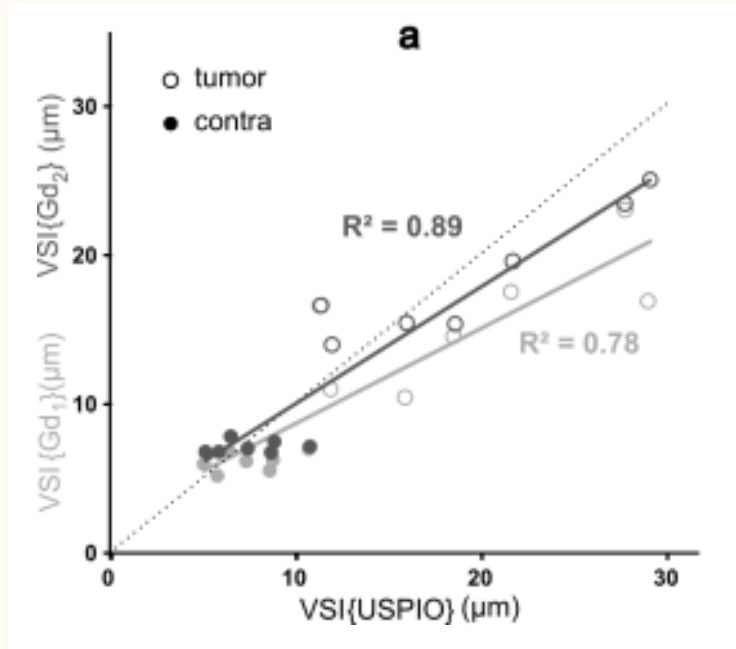 a
tumor
contra
VSI{Gd2} (μm)
VSI{Gd1}(μm)
30
20
10
0
R² = 0.89
R² = 0.78
0
10
20
30
VSI{USPIO} (μm)